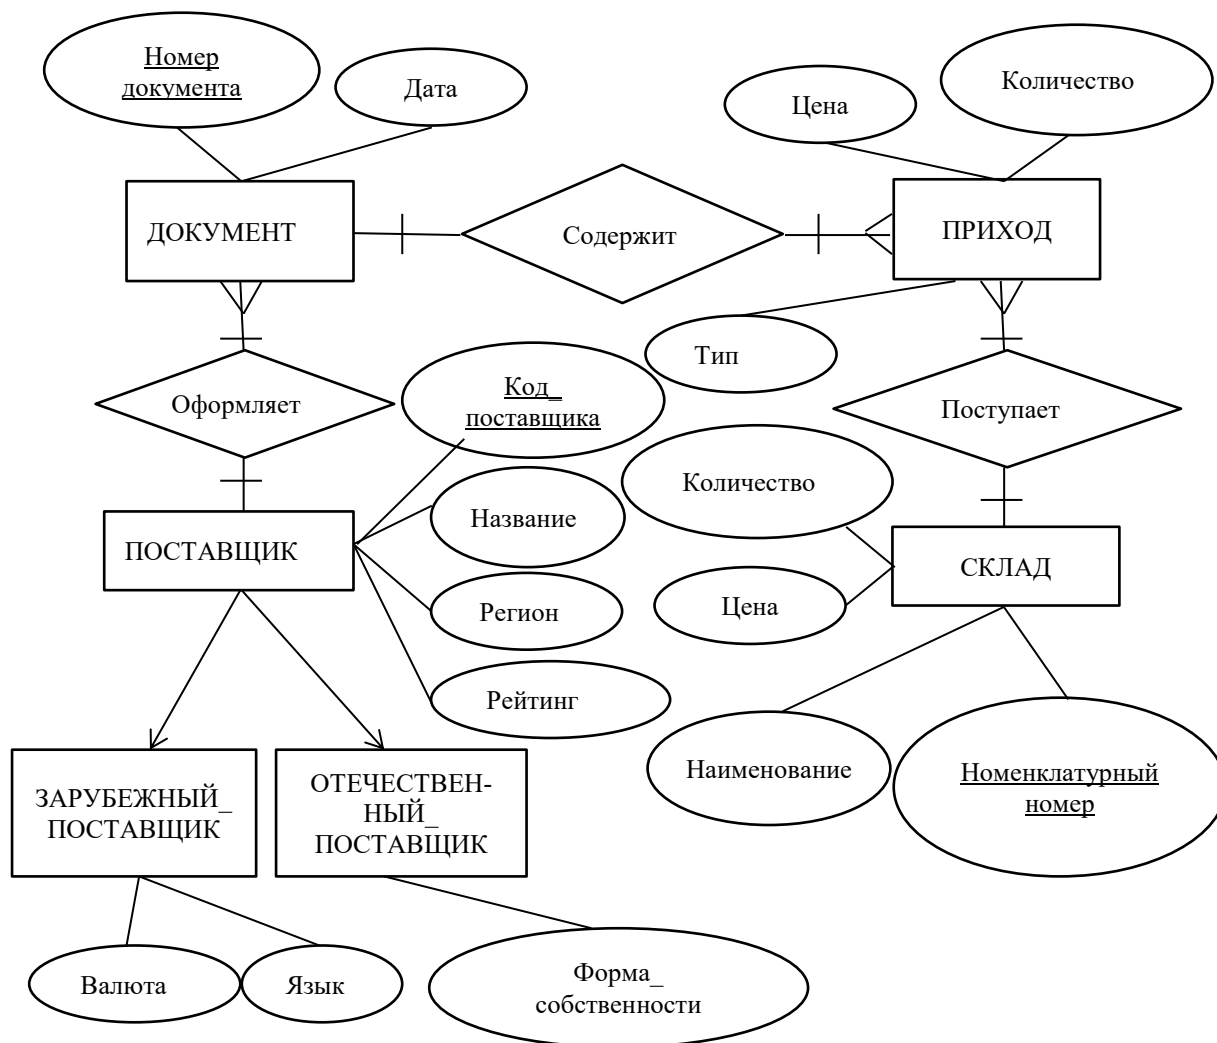 Номер
документа
Дата
Цена
Количество
ДОКУМЕНТ
Содержит
ПРИХОД
Тип
Оформляет
Код_
поставщика
Поступает
Количество
Название
ПОСТАВЩИК
СКЛАД
Цена
Регион
Рейтинг
ЗАРУБЕЖНЫЙ_
ПОСТАВЩИК
ОТЕЧЕСТВЕН-
НЫЙ_
ПОСТАВЩИК
Наименование
Номенклатурный
номер
Валюта
Язык
Форма_
собственности